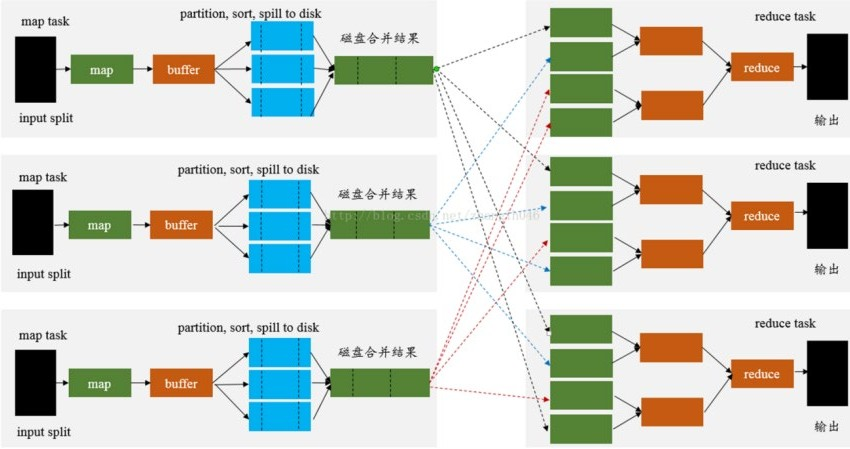 map task
partition, sort, spill to disk
磁盘合并结果
map
buffer
input split
reduce task
reduce
输出
map task
partition, sort, spill to disk
磁盘合并结果
map
buffer
input split
reduce task
reduce
输出
map task
partition, sort, spill to disk
磁盘合并结果
map
buffer
input split
reduce task
reduce
输出